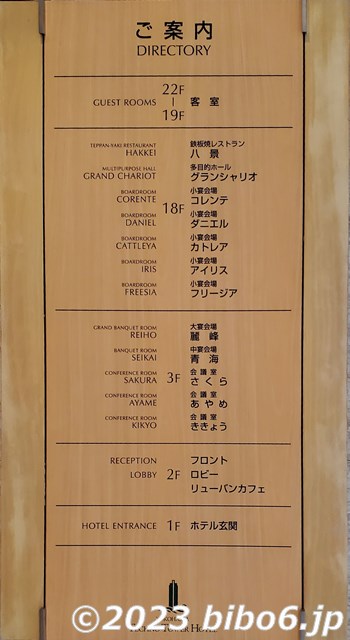 ご案内
DIRECTORY
22F
GUEST ROOMS | 客室
19F
TEPPAN-YAKI RESTAURANT 鉄板焼レストラン
HAKKEI 八景
MULTIPURPOSE HALL 多目的ホール
GRAND CHARIOT グランシャリオ
BOARDROOM 小宴会場
CORENTE コレンテ
18F
BOARDROOM 小宴会場
DANIEL ダニエル
BOARDROOM 小宴会場
CATTLEYA カトレア
BOARDROOM 小宴会場
IRIS アイリス
BOARDROOM 小宴会場
FREESIA フリージア
GRAND BANQUET ROOM 大宴会場
REIHO 麗峰
BANQUET ROOM 中宴会場
SEIKAI 青海
CONFERENCE ROOM 会議室
SAKURA 3F さくら
CONFERENCE ROOM 会議室
AYAME あやめ
CONFERENCE ROOM 会議室
KIKYO ききょう
RECEPTION フロント
LOBBY 2F ロビー
リューバンカフェ
HOTEL ENTRANCE 1F ホテル玄関
©2023 bibo6.jp